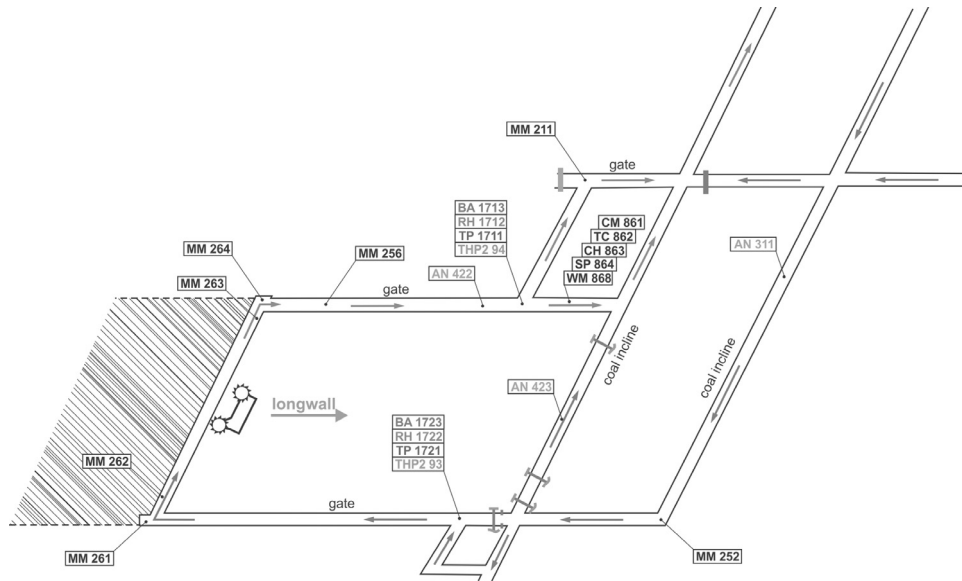 MM 211
gate
BA 1713
RH 1712
TP 1711
THP2 94
CM 861
TC 862
CH 863
SP 864
WM 868
AN 311
MM 264
MM 256
AN 422
MM 263
gate
coal incline
coal incline
longwall
AN 423
BA 1723
RH 1722
TP 1721
THP2 93
MM 262
gate
MM 261
MM 252